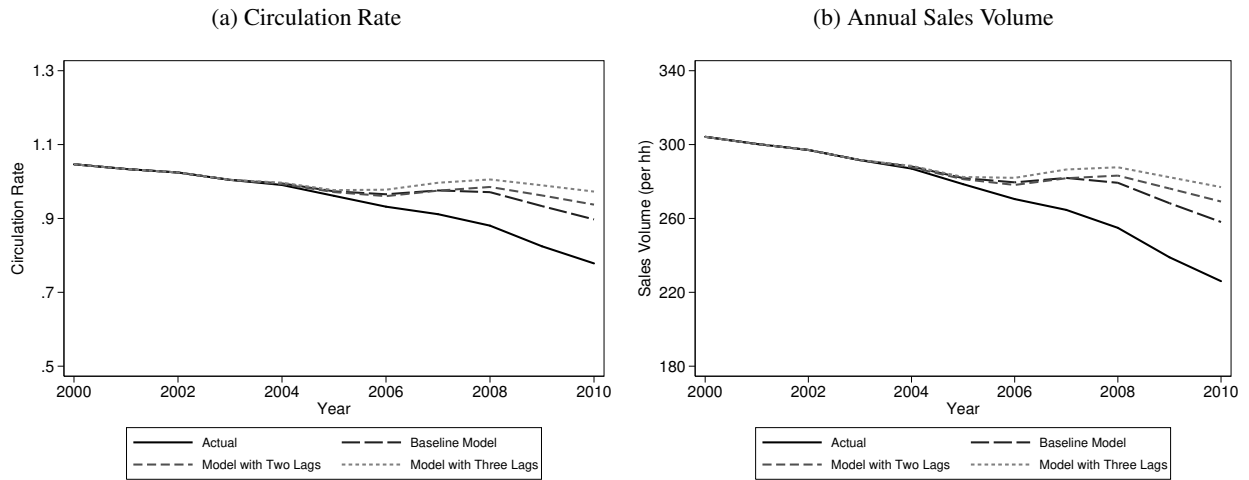 (a) Circulation Rate
1.3
1.1
.9
.7
.5
Circulation Rate
2000 2002 2004 2006 2008 2010
Year
Actual Baseline Model
Model with Two Lags Model with Three Lags
(b) Annual Sales Volume
340
300
260
220
180
Sales Volume (per hh)
2000 2002 2004 2006 2008 2010
Year
Actual Baseline Model
Model with Two Lags Model with Three Lags